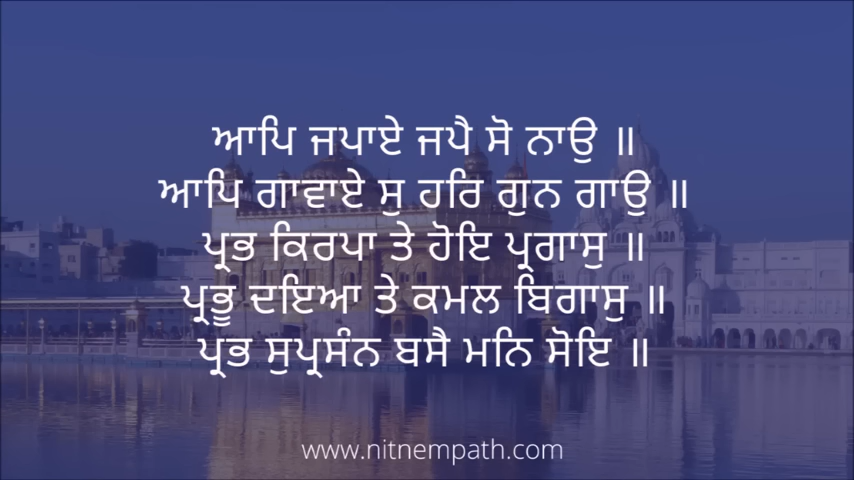 ਆਪਿ ਜਪਾਏ ਜਪੈ ਸੋ ਨਾਉ ॥
ਆਪਿ ਗਾਵਾਏ ਸੁ ਹਰਿ ਗੁਨ ਗਾਉ ॥
ਪ੍ਰਭ ਕਿਰਪਾ ਤੇ ਹੋਇ ਪ੍ਰਗਾਸੁ ॥
ਪ੍ਰਭੂ ਦਇਆ ਤੇ ਕਮਲ ਬਿਗਾਸੁ ॥
ਪ੍ਰਭ ਸੁਪ੍ਰਸੰਨ ਬਸੈ ਮਨਿ ਸੋਇ ॥
www.nitnempath.com